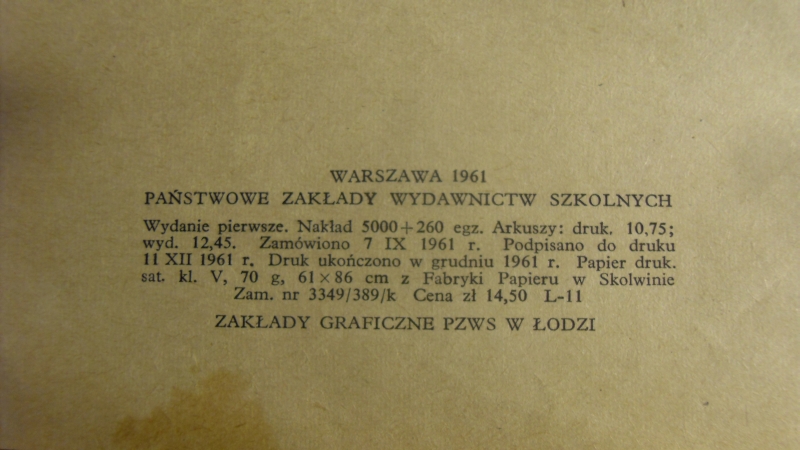 WARSZAWA 1961
PAŃSTWOWE ZAKŁADY WYDAWNICTW SZKOLNYCH
Wydanie pierwsze. Nakład 5000+260 egz. Arkuszy: druk. 10,75;
wyd. 12,45. Zamówiono 7 IX 1961 r. Podpisano do druku
11 XII 1961 r. Druk ukończono w grudniu 1961 r. Papier druk.
sat. kl. V, 70 g, 61×86 cm z Fabryki Papieru w Skolwinie
Zam. nr 3349/389/k Cena zł 14,50 L-11
ZAKŁADY GRAFICZNE PZWS W ŁODZI